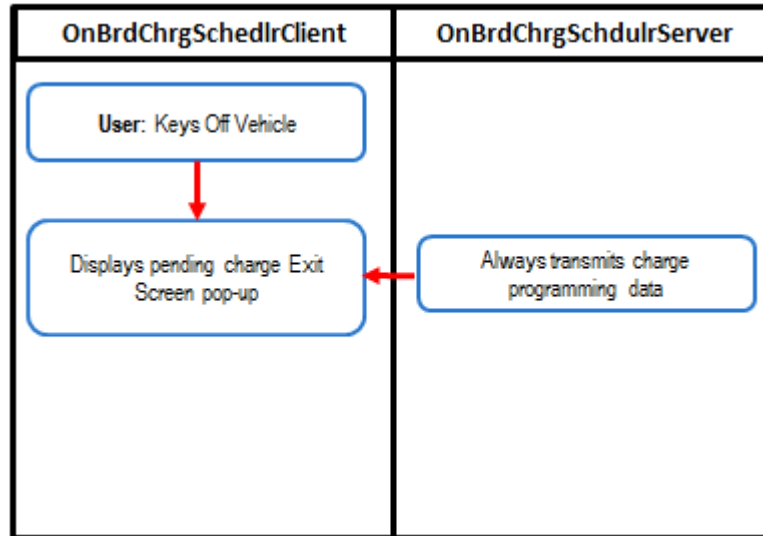 OnBrdChrgSchedlrClient
OnBrdChrgSchdulrServer
User: Keys Off Vehicle
Displays pending charge Exit
Screen pop-up
Always transmits charge
programming data